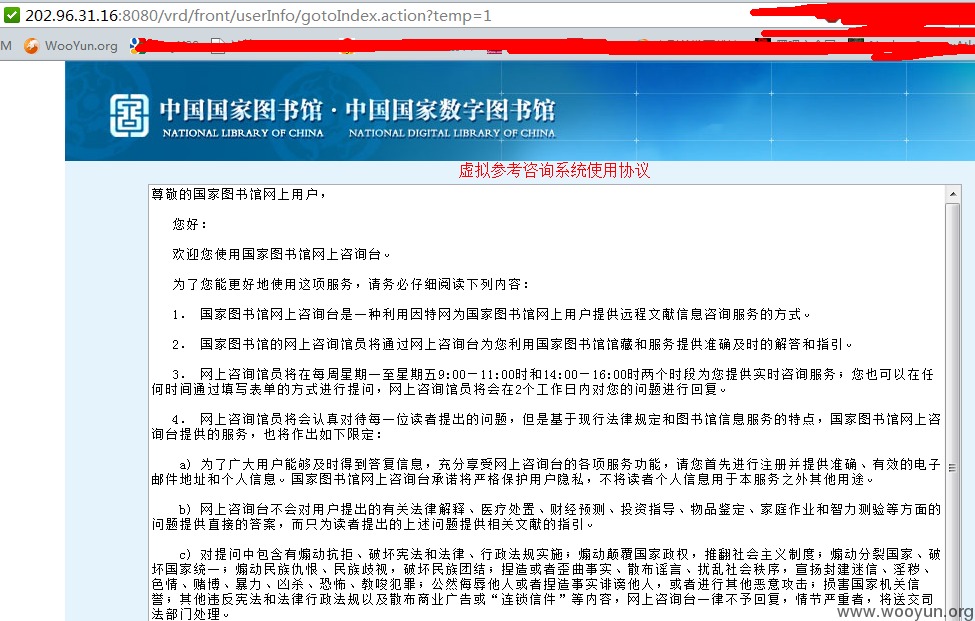 202.96.31.16:8080/vrd/front/userInfo/gotoIndex.action?temp=1
M WooYun.org
中国国家图书馆·中国国家数字图书馆
NATIONAL LIBRARY OF CHINA NATIONAL DIGITAL LIBRARY OF CHINA
虚拟参考咨询系统使用协议
尊敬的国家图书馆网上用户，
您好：
欢迎您使用国家图书馆网上咨询台。
为了您能更好地使用这项服务，请务必仔细阅读下列内容：
1. 国家图书馆网上咨询台是一种利用因特网为国家图书馆网上用户提供远程文献信息咨询服务的方式。
2. 国家图书馆的网上咨询馆员将通过网上咨询台为您利用国家图书馆馆藏和服务提供准确及时的解答和指引。
3. 网上咨询馆员将在每周星期一至星期五9:00－11:00时和14:00－16:00时两个时段为您提供实时咨询服务；您也可以在任
何时间通过填写表单的方式进行提问，网上咨询馆员将会在2个工作日内对您的问题进行回复。
4. 网上咨询馆员将会认真对待每一位读者提出的问题，但是基于现行法律规定和图书馆信息服务的特点，国家图书馆网上咨
询台提供的服务，也将作出如下限定：
a) 为了广大用户能够及时得到答复信息，充分享受网上咨询台的各项服务功能，请您首先进行注册并提供准确、有效的电子
邮件地址和个人信息。国家图书馆网上咨询台承诺将严格保护用户隐私，不将读者个人信息用于本服务之外其他用途。
b) 网上咨询台不会对用户提出的有关法律解释、医疗处置、财经预测、投资指导、物品鉴定、家庭作业和智力测验等方面的
问题提供直接的答案，而只为读者提出的上述问题提供相关文献的指引。
c) 对提问中包含有煽动抗拒、破坏宪法和法律、行政法规实施；煽动颠覆国家政权，推翻社会主义制度；煽动分裂国家、破
坏国家统一；煽动民族仇恨、民族歧视，破坏民族团结；捏造或者歪曲事实、散布谣言、扰乱社会秩序，宣扬封建迷信、淫秽、
色情、赌博、暴力、凶杀、恐怖、教唆犯罪；公然侮辱他人或者捏造事实诽谤他人，或者进行其他恶意攻击；损害国家机关信
誉；其他违反宪法和法律行政法规以及散布商业广告或“连锁信件”等内容，网上咨询台一律不予回复，情节严重者，将送交司
法部门处理。
www.wooyun.org